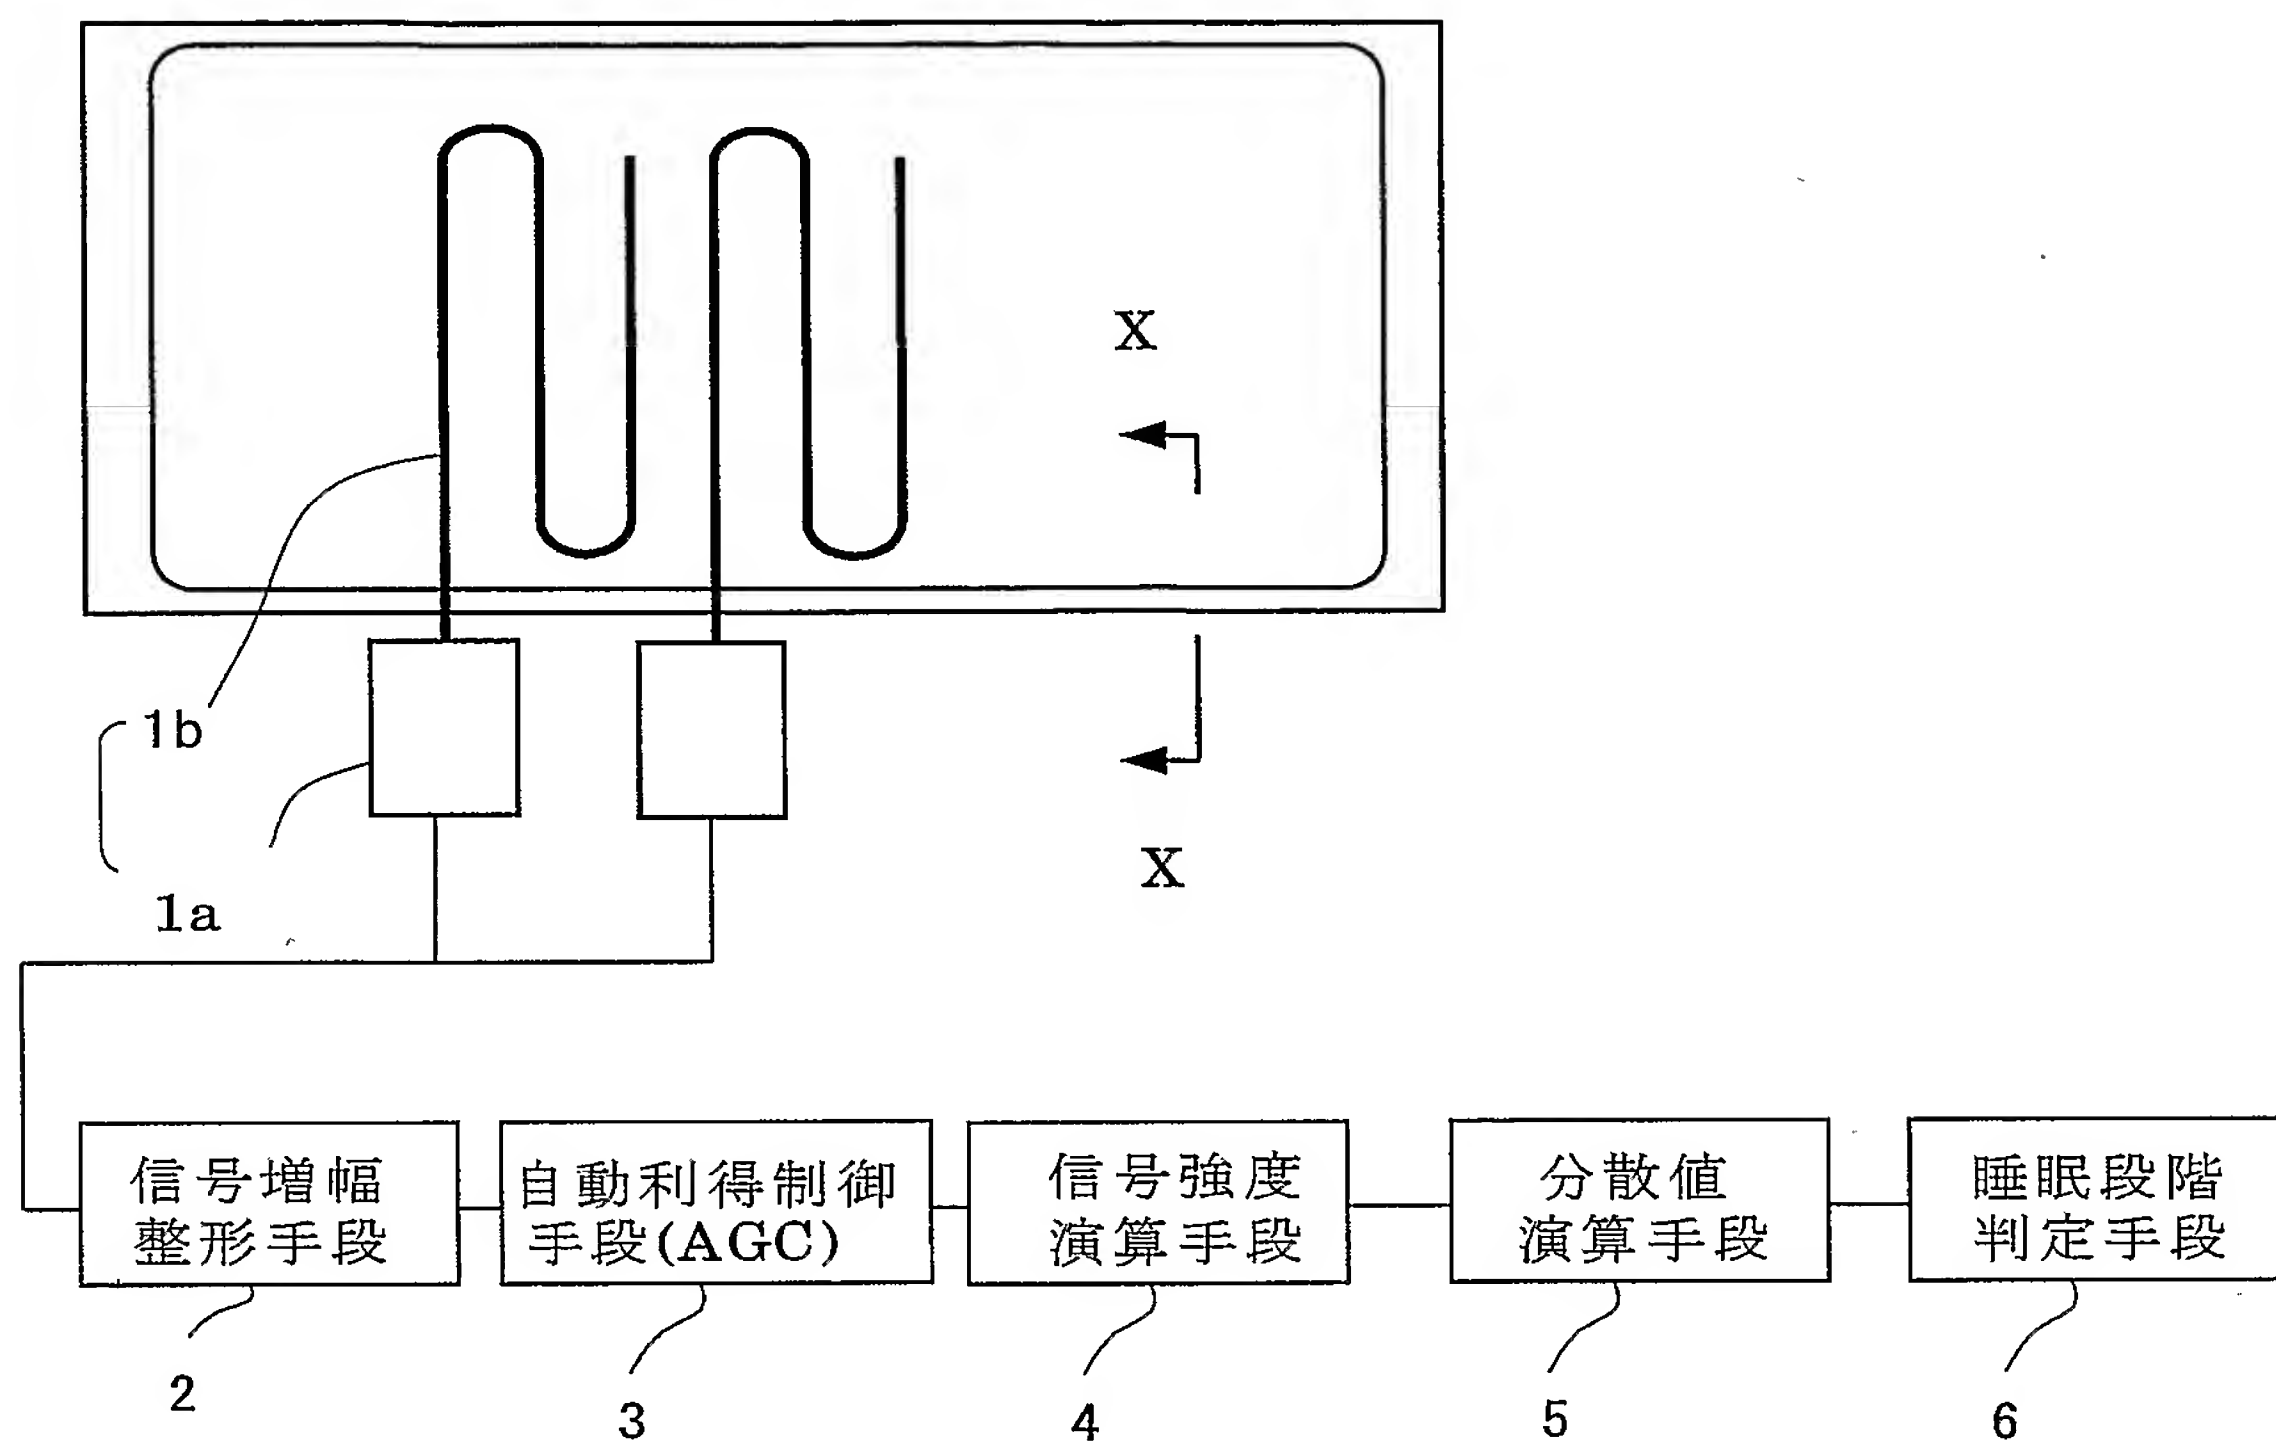 X
1b
X
1a
信号増幅
整形手段
自動利得制御
手段(AGC)
信号強度
演算手段
分散値
演算手段
睡眠段階
判定手段
2
3
4
5
6